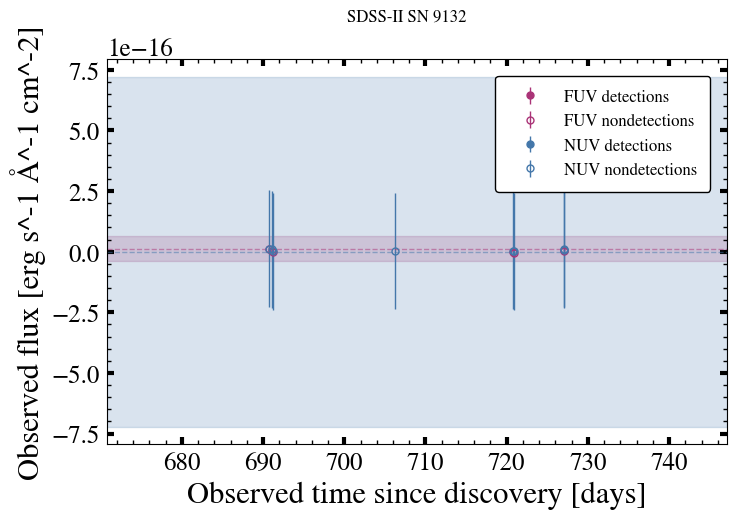 SDSS-II SN 9132
1e−16
7.5
5.0
2.5
0.0
−2.5
−5.0
−7.5
Observed flux [erg s^-1 Å^-1 cm^-2]
FUV detections
FUV nondetections
NUV detections
NUV nondetections
680 690 700 710 720 730 740
Observed time since discovery [days]